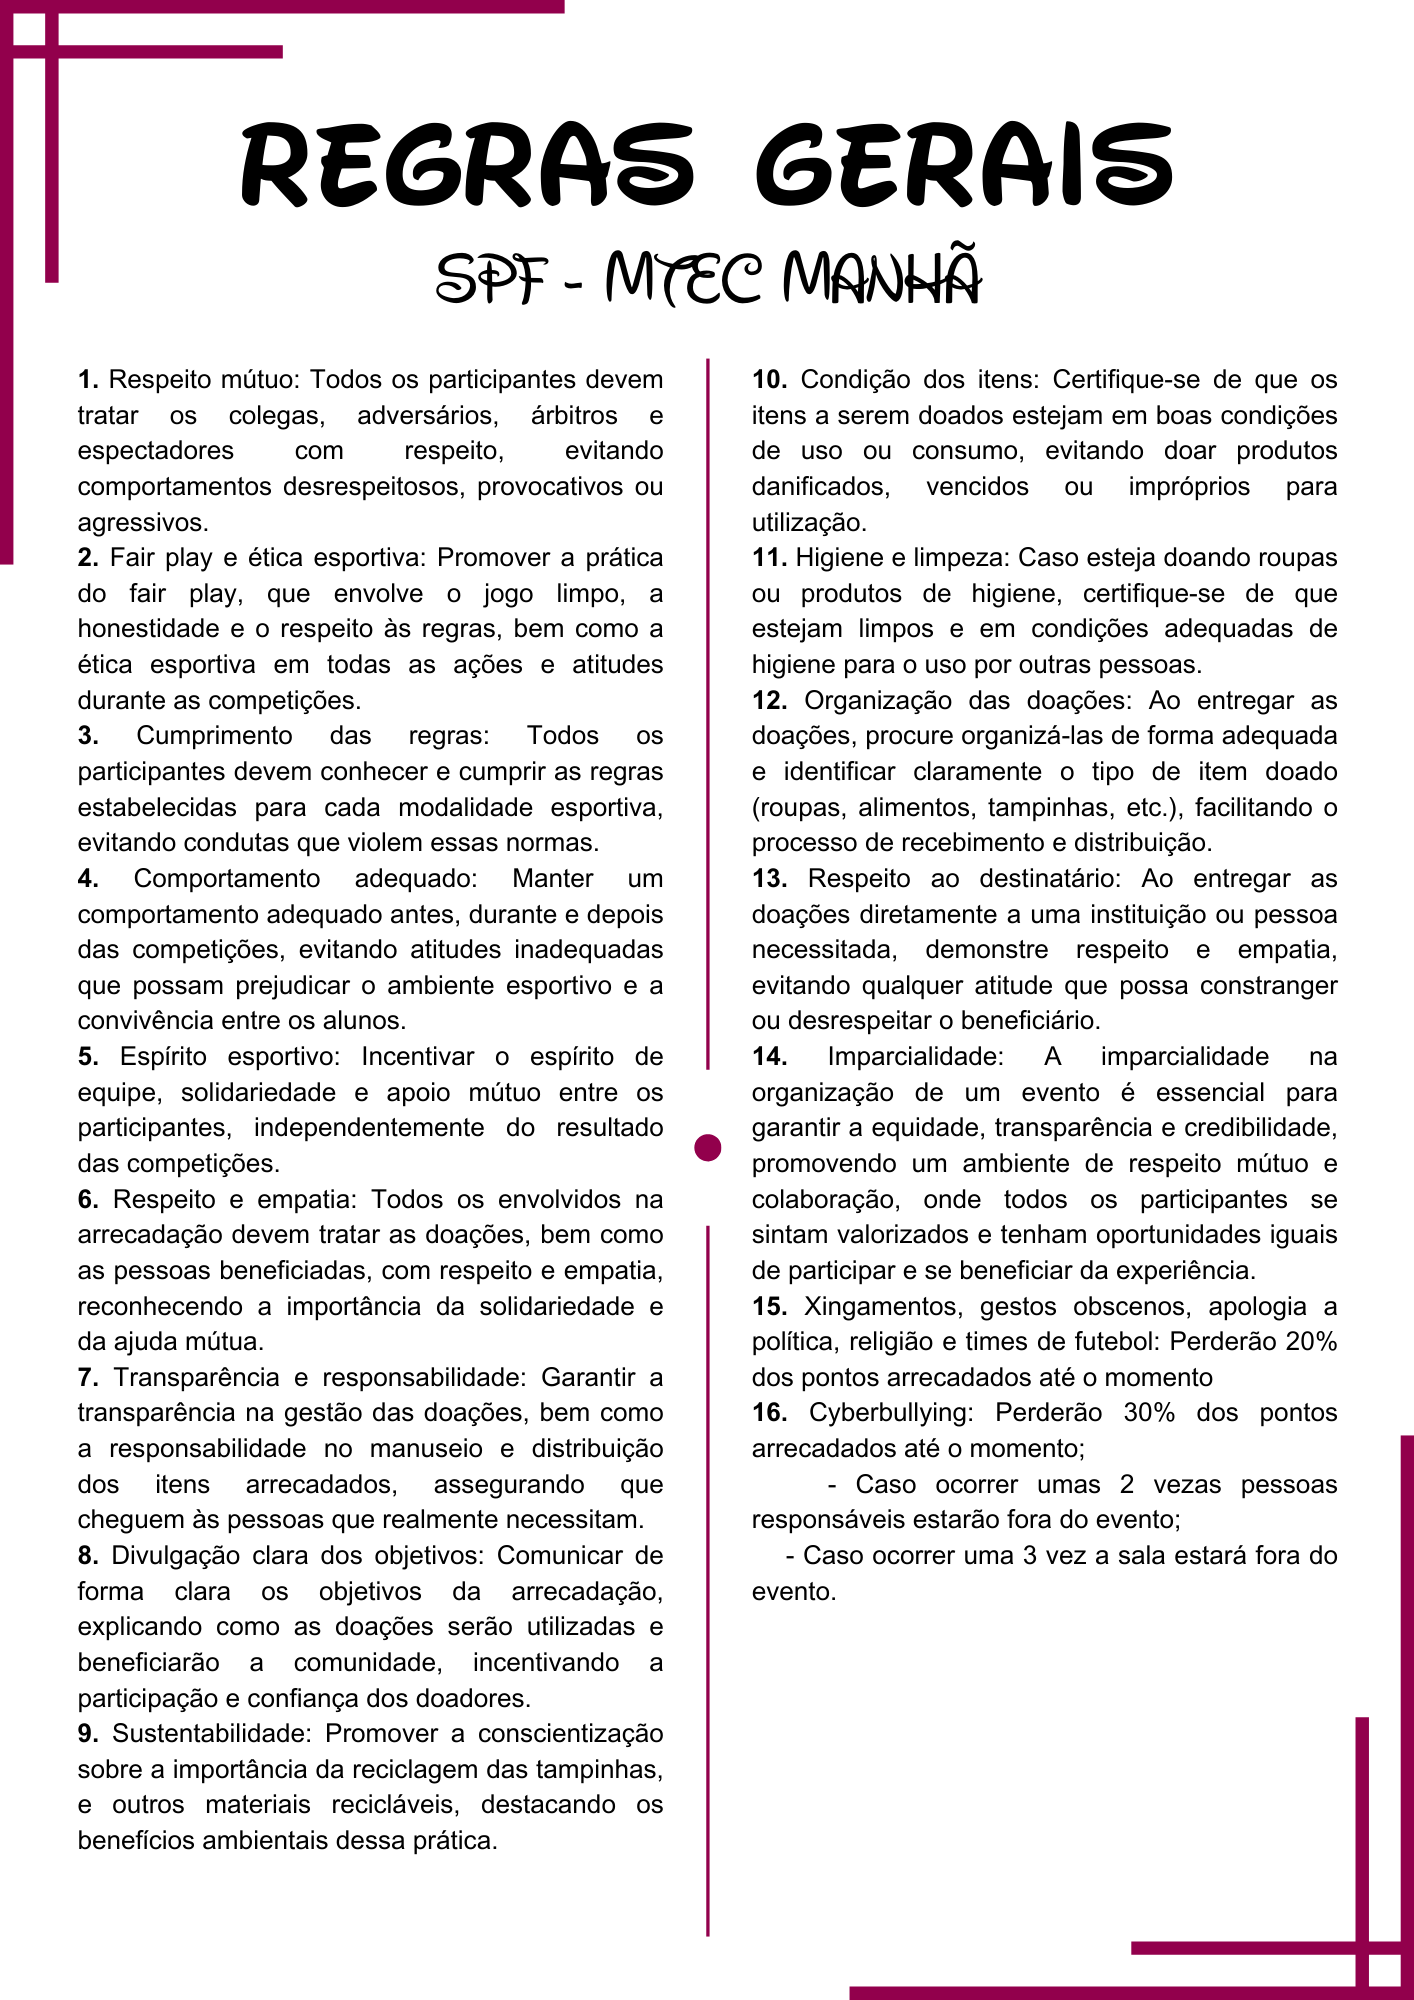 REGRAS GERAIS
SPF - MTEC MANHÃ
1. Respeito mútuo: Todos os participantes devem
tratar os colegas, adversários, árbitros e
espectadores com respeito, evitando
comportamentos desrespeitosos, provocativos ou
agressivos.
2. Fair play e ética esportiva: Promover a prática
do fair play, que envolve o jogo limpo, a
honestidade e o respeito às regras, bem como a
ética esportiva em todas as ações e atitudes
durante as competições.
3. Cumprimento das regras: Todos os
participantes devem conhecer e cumprir as regras
estabelecidas para cada modalidade esportiva,
evitando condutas que violem essas normas.
4. Comportamento adequado: Manter um
comportamento adequado antes, durante e depois
das competições, evitando atitudes inadequadas
que possam prejudicar o ambiente esportivo e a
convivência entre os alunos.
5. Espírito esportivo: Incentivar o espírito de
equipe, solidariedade e apoio mútuo entre os
participantes, independentemente do resultado
das competições.
6. Respeito e empatia: Todos os envolvidos na
arrecadação devem tratar as doações, bem como
as pessoas beneficiadas, com respeito e empatia,
reconhecendo a importância da solidariedade e
da ajuda mútua.
7. Transparência e responsabilidade: Garantir a
transparência na gestão das doações, bem como
a responsabilidade no manuseio e distribuição
dos itens arrecadados, assegurando que
cheguem às pessoas que realmente necessitam.
8. Divulgação clara dos objetivos: Comunicar de
forma clara os objetivos da arrecadação,
explicando como as doações serão utilizadas e
beneficiarão a comunidade, incentivando a
participação e confiança dos doadores.
9. Sustentabilidade: Promover a conscientização
sobre a importância da reciclagem das tampinhas,
e outros materiais recicláveis, destacando os
benefícios ambientais dessa prática.
10. Condição dos itens: Certifique-se de que os
itens a serem doados estejam em boas condições
de uso ou consumo, evitando doar produtos
danificados, vencidos ou impróprios para
utilização.
11. Higiene e limpeza: Caso esteja doando roupas
ou produtos de higiene, certifique-se de que
estejam limpos e em condições adequadas de
higiene para o uso por outras pessoas.
12. Organização das doações: Ao entregar as
doações, procure organizá-las de forma adequada
e identificar claramente o tipo de item doado
(roupas, alimentos, tampinhas, etc.), facilitando o
processo de recebimento e distribuição.
13. Respeito ao destinatário: Ao entregar as
doações diretamente a uma instituição ou pessoa
necessitada, demonstre respeito e empatia,
evitando qualquer atitude que possa constranger
ou desrespeitar o beneficiário.
14. Imparcialidade: A imparcialidade na
organização de um evento é essencial para
garantir a equidade, transparência e credibilidade,
promovendo um ambiente de respeito mútuo e
colaboração, onde todos os participantes se
sintam valorizados e tenham oportunidades iguais
de participar e se beneficiar da experiência.
15. Xingamentos, gestos obscenos, apologia a
política, religião e times de futebol: Perderão 20%
dos pontos arrecadados até o momento
16. Cyberbullying: Perderão 30% dos pontos
arrecadados até o momento;
- Caso ocorrer umas 2 vezas pessoas
responsáveis estarão fora do evento;
- Caso ocorrer uma 3 vez a sala estará fora do
evento.